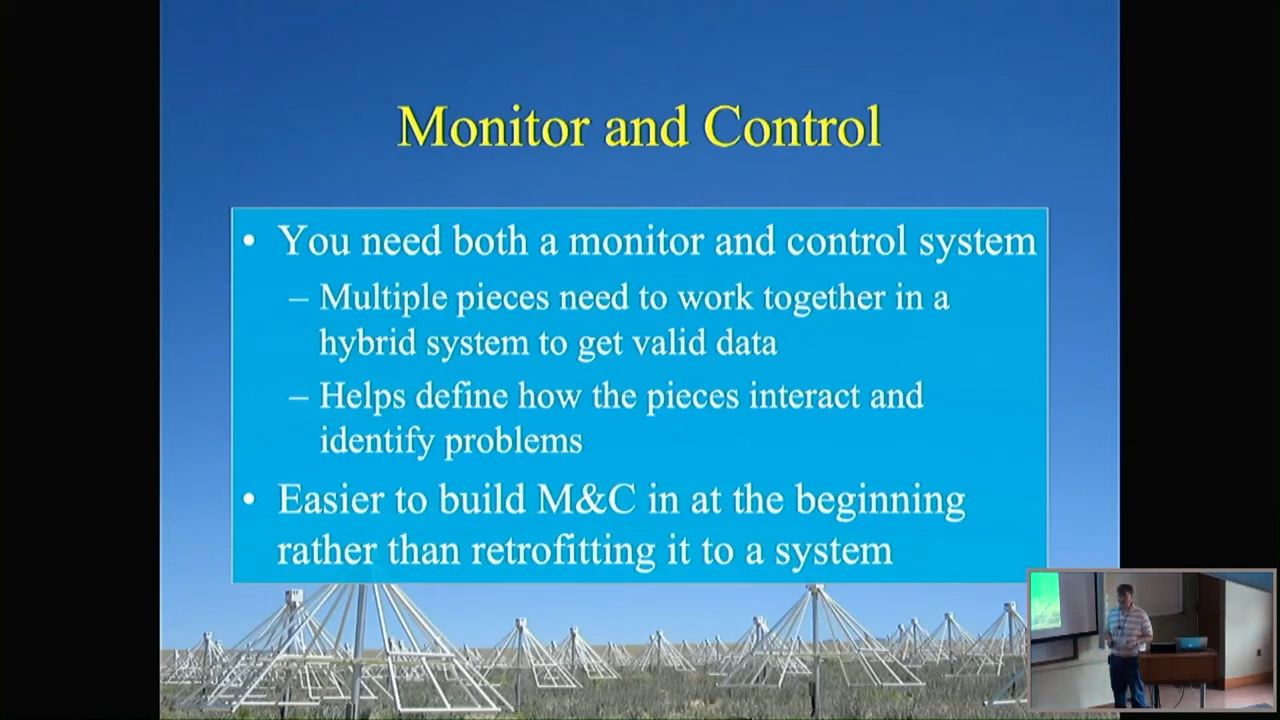 Monitor and Control
• You need both a monitor and control system
– Multiple pieces need to work together in a
hybrid system to get valid data
– Helps define how the pieces interact and
identify problems
• Easier to build M&C in at the beginning
rather than retrofitting it to a system